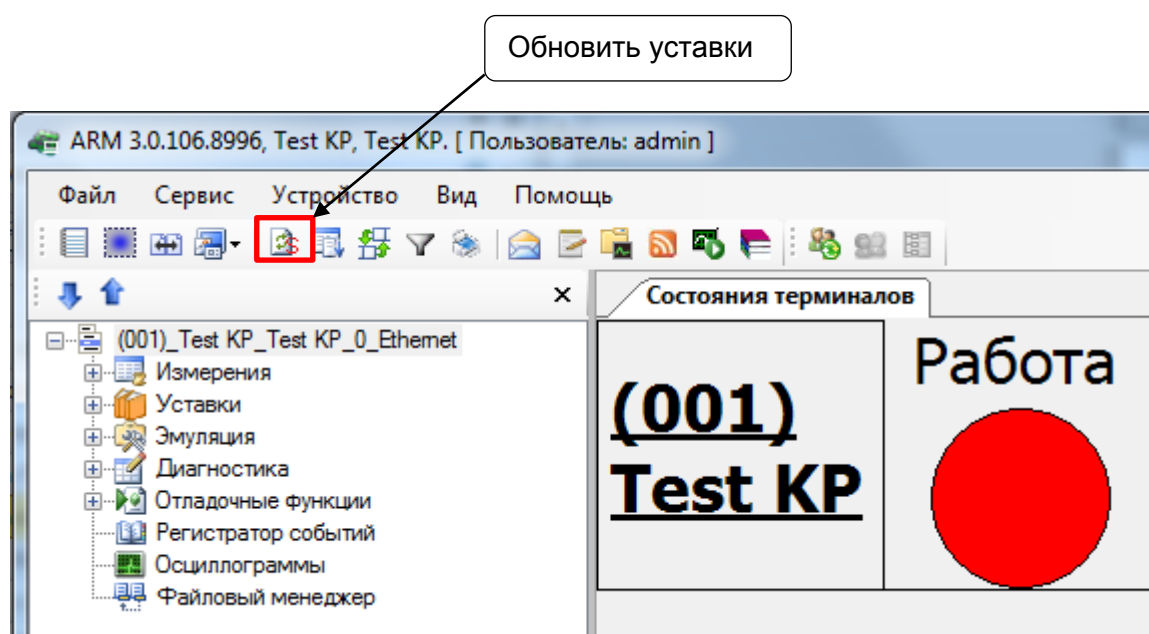 Обновить уставки
ARM 3.0.106.8996, Test KP, Test KP. [ Пользователь: admin ]
Файл Сервис Устройство Вид Помощь
Состояния терминалов
(001)_Test KP_Test KP_0_Ethernet
Измерения
Уставки
Эмуляция
Диагностика
Отладочные функции
Регистратор событий
Осциллограммы
Файловый менеджер
(001)
Test KP
Работа